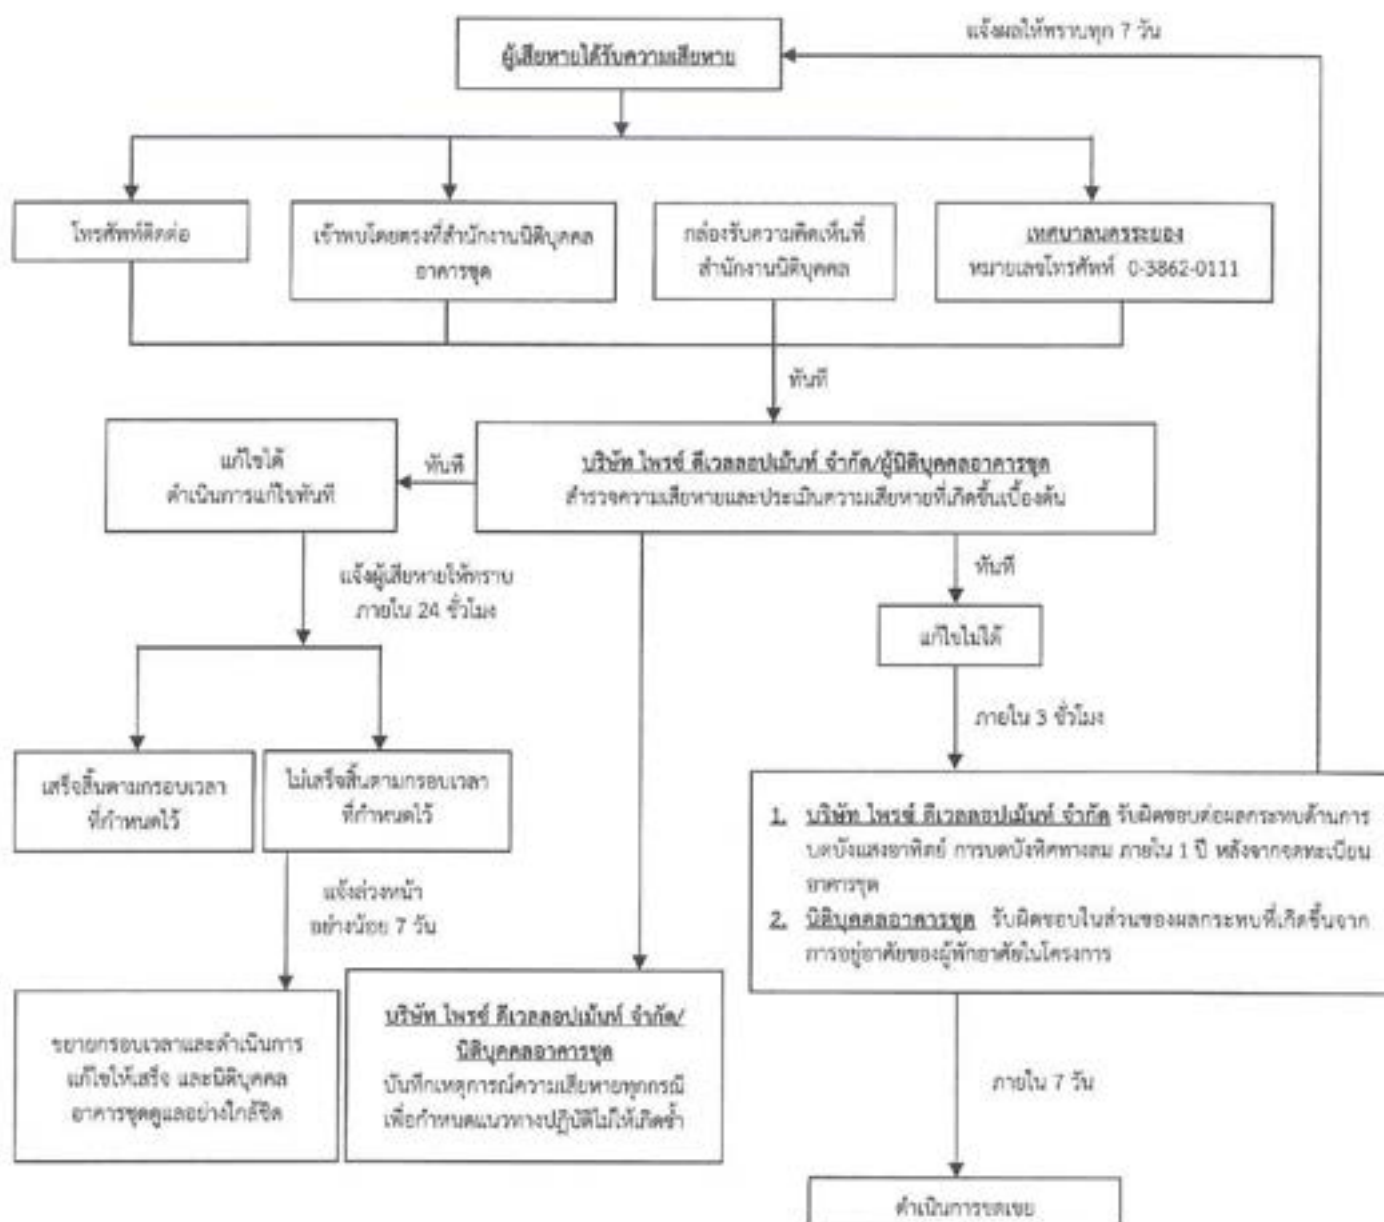 แจ้งผลให้ทราบทุก 7 วัน
ผู้เสียหายได้รับความเสียหาย
โทรศัพท์ติดต่อ
เข้าพบโดยตรงที่สำนักงานนิติบุคคล
อาคารชุด
กล่องรับความคิดเห็นที่
สำนักงานนิติบุคคล
เทศบาลนครระยอง
หมายเลขโทรศัพท์ 0-3862-0111
ทันที
แก้ไขได้
ดำเนินการแก้ไขทันที
ทันที
บริษัท ไพรซ์ ดีเวลลอปเม้นท์ จำกัด/ผู้นิติบุคคลอาคารชุด
สำรวจความเสียหายและประเมินความเสียหายที่เกิดขึ้นเบื้องต้น
แจ้งผู้เสียหายให้ทราบ
ภายใน 24 ชั่วโมง
ทันที
แก้ไขไม่ได้
ภายใน 3 ชั่วโมง
เสร็จสิ้นตามกรอบเวลา
ที่กำหนดไว้
ไม่เสร็จสิ้นตามกรอบเวลา
ที่กำหนดไว้
1. บริษัท ไพรซ์ ดีเวลลอปเม้นท์ จำกัด รับผิดชอบต่อผลกระทบด้านการ
บดบังแสงอาทิตย์ การบดบังทิศทางลม ภายใน 1 ปี หลังจากจดทะเบียน
อาคารชุด
2. นิติบุคคลอาคารชุด รับผิดชอบในส่วนของผลกระทบที่เกิดขึ้นจาก
การอยู่อาศัยของผู้พักอาศัยในโครงการ
แจ้งล่วงหน้า
อย่างน้อย 7 วัน
ขยายกรอบเวลาและดำเนินการ
แก้ไขให้เสร็จ และนิติบุคคล
อาคารชุดดูแลอย่างใกล้ชิด
บริษัท ไพรซ์ ดีเวลลอปเม้นท์ จำกัด/
นิติบุคคลอาคารชุด
บันทึกเหตุการณ์ความเสียหายทุกกรณี
เพื่อกำหนดแนวทางปฏิบัติไม่ให้เกิดซ้ำ
ภายใน 7 วัน
ดำเนินการชดเชย